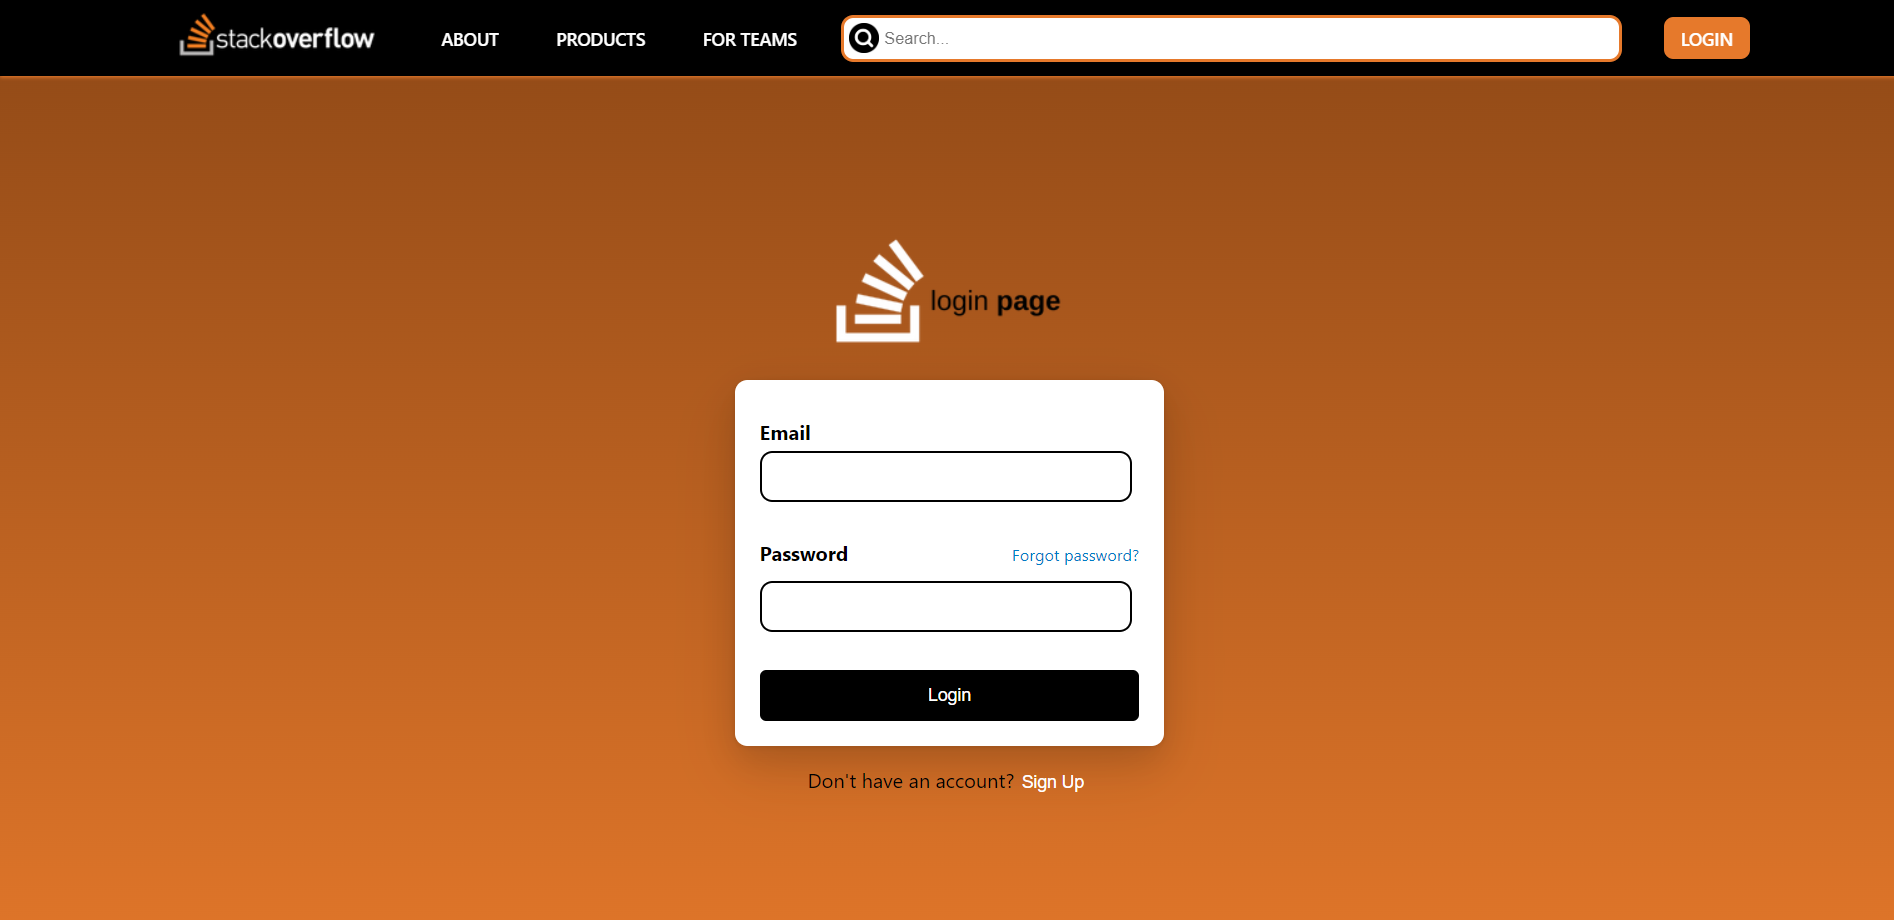 stackoverflow ABOUT PRODUCTS FOR TEAMS Search... LOGIN
login page
Email
Password Forgot password?
Login
Don't have an account? Sign Up